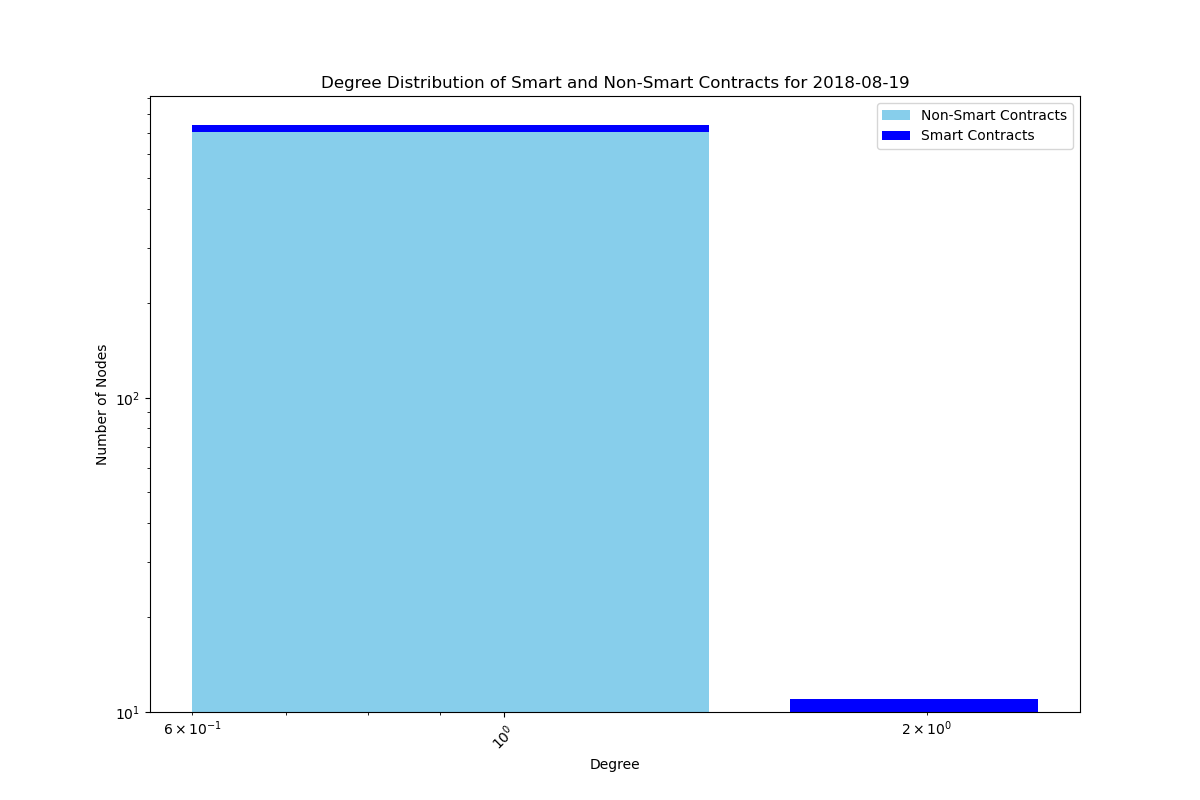 Degree Distribution of Smart and Non-Smart Contracts for 2018-08-19
Non-Smart Contracts
Smart Contracts
Number of Nodes
10²
10¹
6 × 10⁻¹
10⁰
2 × 10⁰
Degree